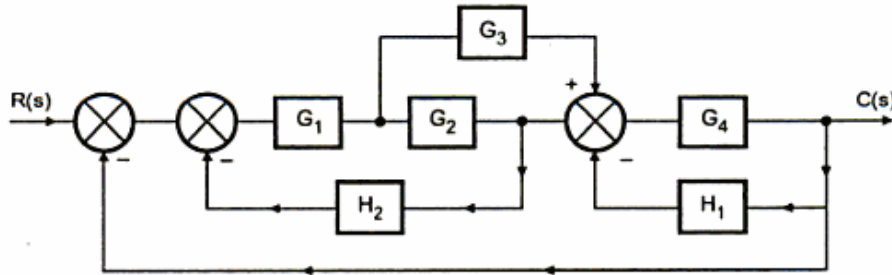 G₃
+
R(s)
C(s)
G₁
G₂
G₄
−
−
−
H₂
H₁